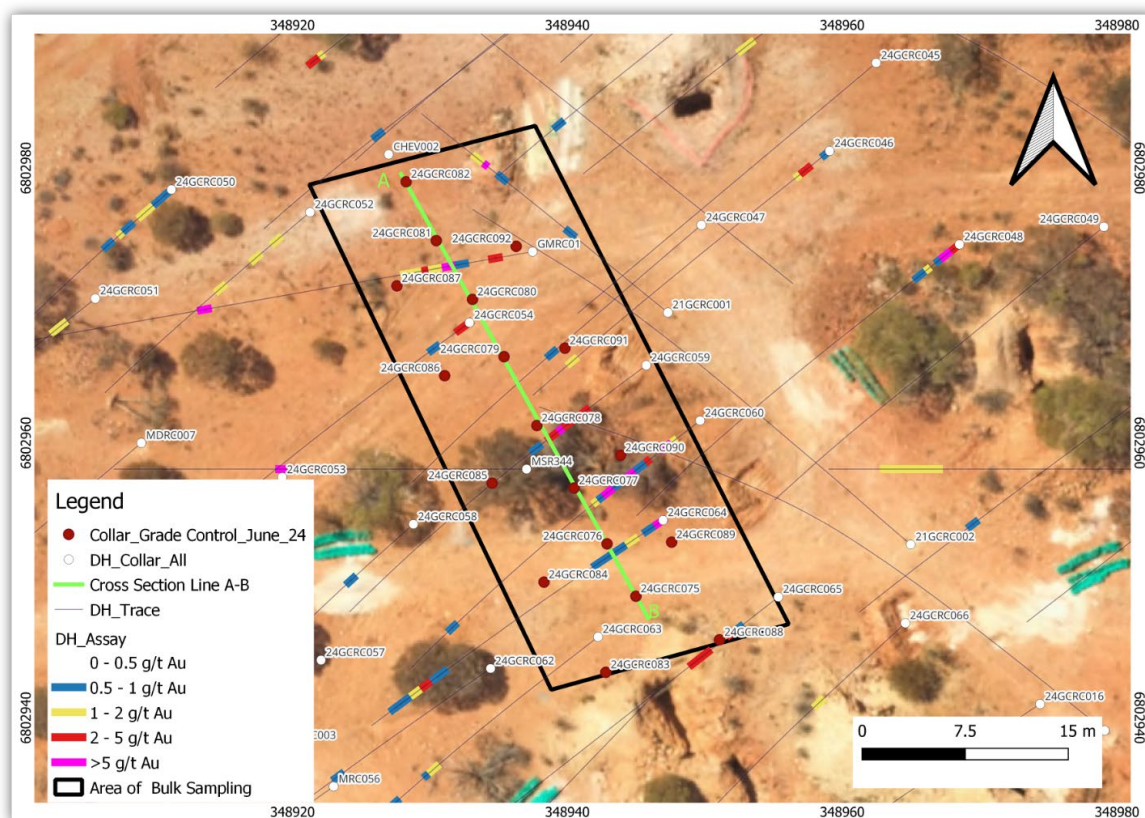 348920
348940
348960
348980
24GCRC045
CHEV002
24GCRC046
6802980
6802980
A
24GCRC082
24GCRC050
24GCRC052
24GCRC047
24GCRC049
24GCRC081
24GCRC092
GMRC01
24GCRC048
24GCRC087
24GCRC051
24GCRC080
21GCRC001
24GCRC054
24GCRC079
24GCRC091
24GCRC059
24GCRC086
24GCRC078
24GCRC060
6802960
6802960
MDRC007
24GCRC090
MSR344
24GCRC053
24GCRC085
24GCRC077
24GCRC058
24GCRC064
24GCRC076
24GCRC089
21GCRC002
24GCRC084
24GCRC075
24GCRC065
B
24GCRC063
24GCRC066
24GCRC088
24GCRC057
24GCRC062
24GCRC083
24GCRC016
6802940
6802940
MRC056
Legend
Collar_Grade Control_June_24
DH_Collar_All
Cross Section Line A-B
DH_Trace
DH_Assay
0 - 0.5 g/t Au
0.5 - 1 g/t Au
1 - 2 g/t Au
2 - 5 g/t Au
>5 g/t Au
Area of Bulk Sampling
0 7.5 15 m
348920
348940
348960
348980